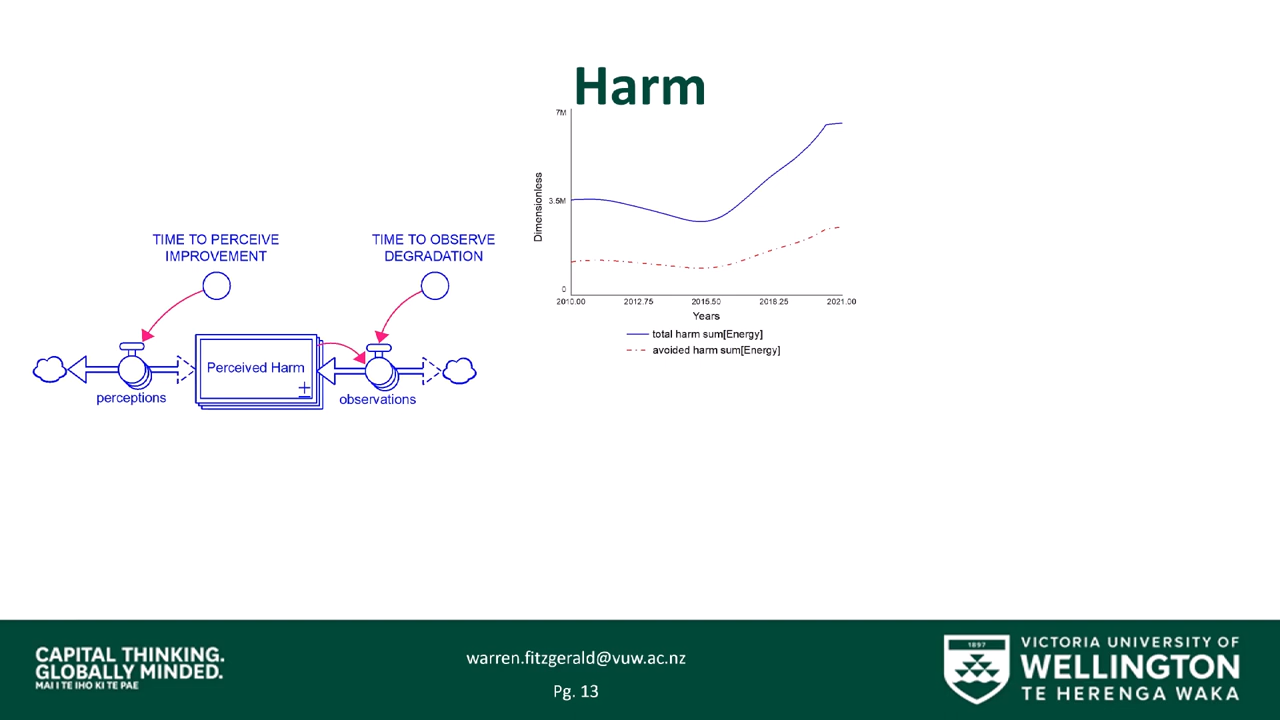 Harm
TIME TO PERCEIVE
IMPROVEMENT
TIME TO OBSERVE
DEGRADATION
Perceived Harm
+
perceptions
observations
7M
3.5M
0
Dimensionless
2010.00
2012.75
2015.50
2018.25
2021.00
Years
total harm sum[Energy]
avoided harm sum[Energy]
CAPITAL THINKING.
GLOBALLY MINDED.
MAI I TE IHO KI TE PAE
warren.fitzgerald@vuw.ac.nz
Pg. 13
1897
VICTORIA UNIVERSITY OF
WELLINGTON
TE HERENGA WAKA